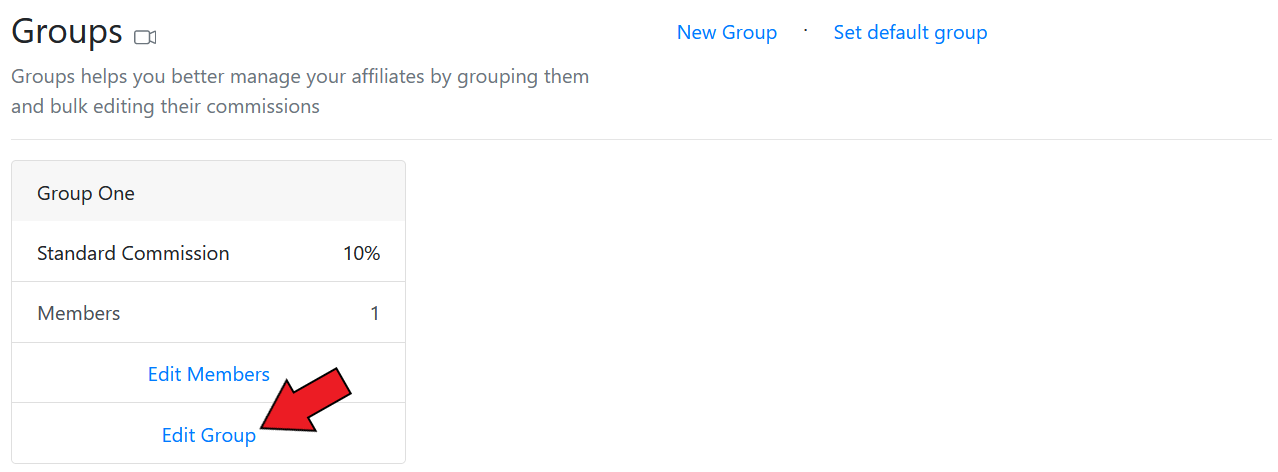 Groups
New Group · Set default group
Groups helps you better manage your affiliates by grouping them
and bulk editing their commissions
Group One
Standard Commission 10%
Members 1
Edit Members
Edit Group